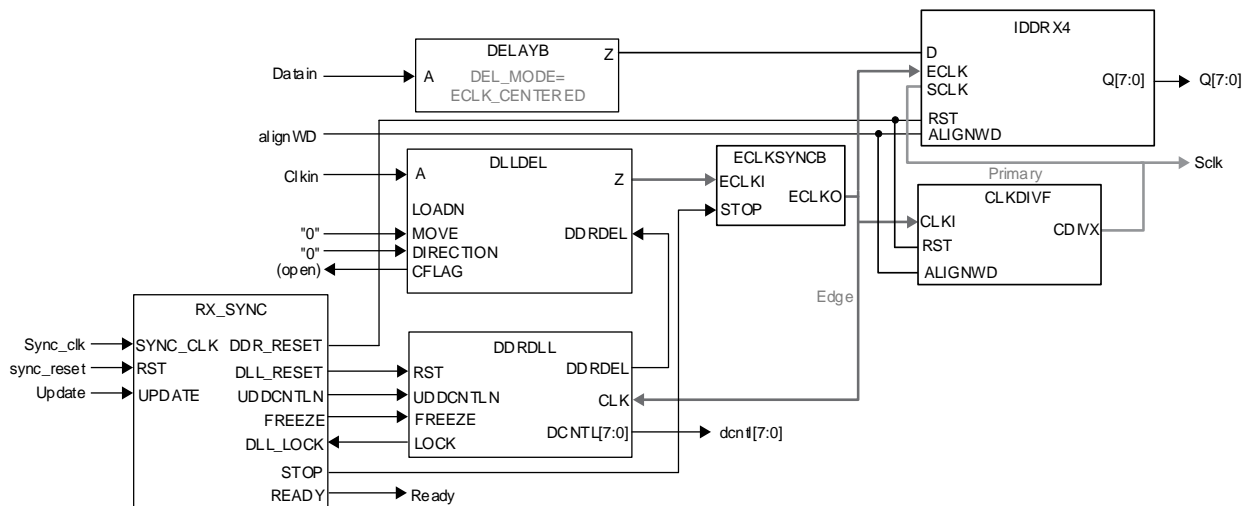 IDDRX4
DELAYB
Z
D
Datain
A
DEL_MODE=
ECLK_CENTERED
ECLK
SCLK
Q[7:0]
Q[7:0]
RST
ALIGNWD
alignWD
DLLDEL
ECLKSYNCB
Primary
Sclk
Clkin
A
Z
ECLKI
ECLKO
CLKDIVF
LOADN
STOP
CLKI
CDIVX
"0"
MOVE
DDRDEL
RST
"0"
DIRECTION
(open)
CFLAG
ALIGNWD
Edge
RX_SYNC
Sync_clk
SYNC_CLK
DDR_RESET
DDRDLL
sync_reset
RST
DLL_RESET
RST
DDRDEL
Update
UPDATE
UDDCNTLN
UDDCNTLN
CLK
FREEZE
FREEZE
DLL_LOCK
LOCK
DCNTL[7:0]
dcntl[7:0]
STOP
READY
Ready